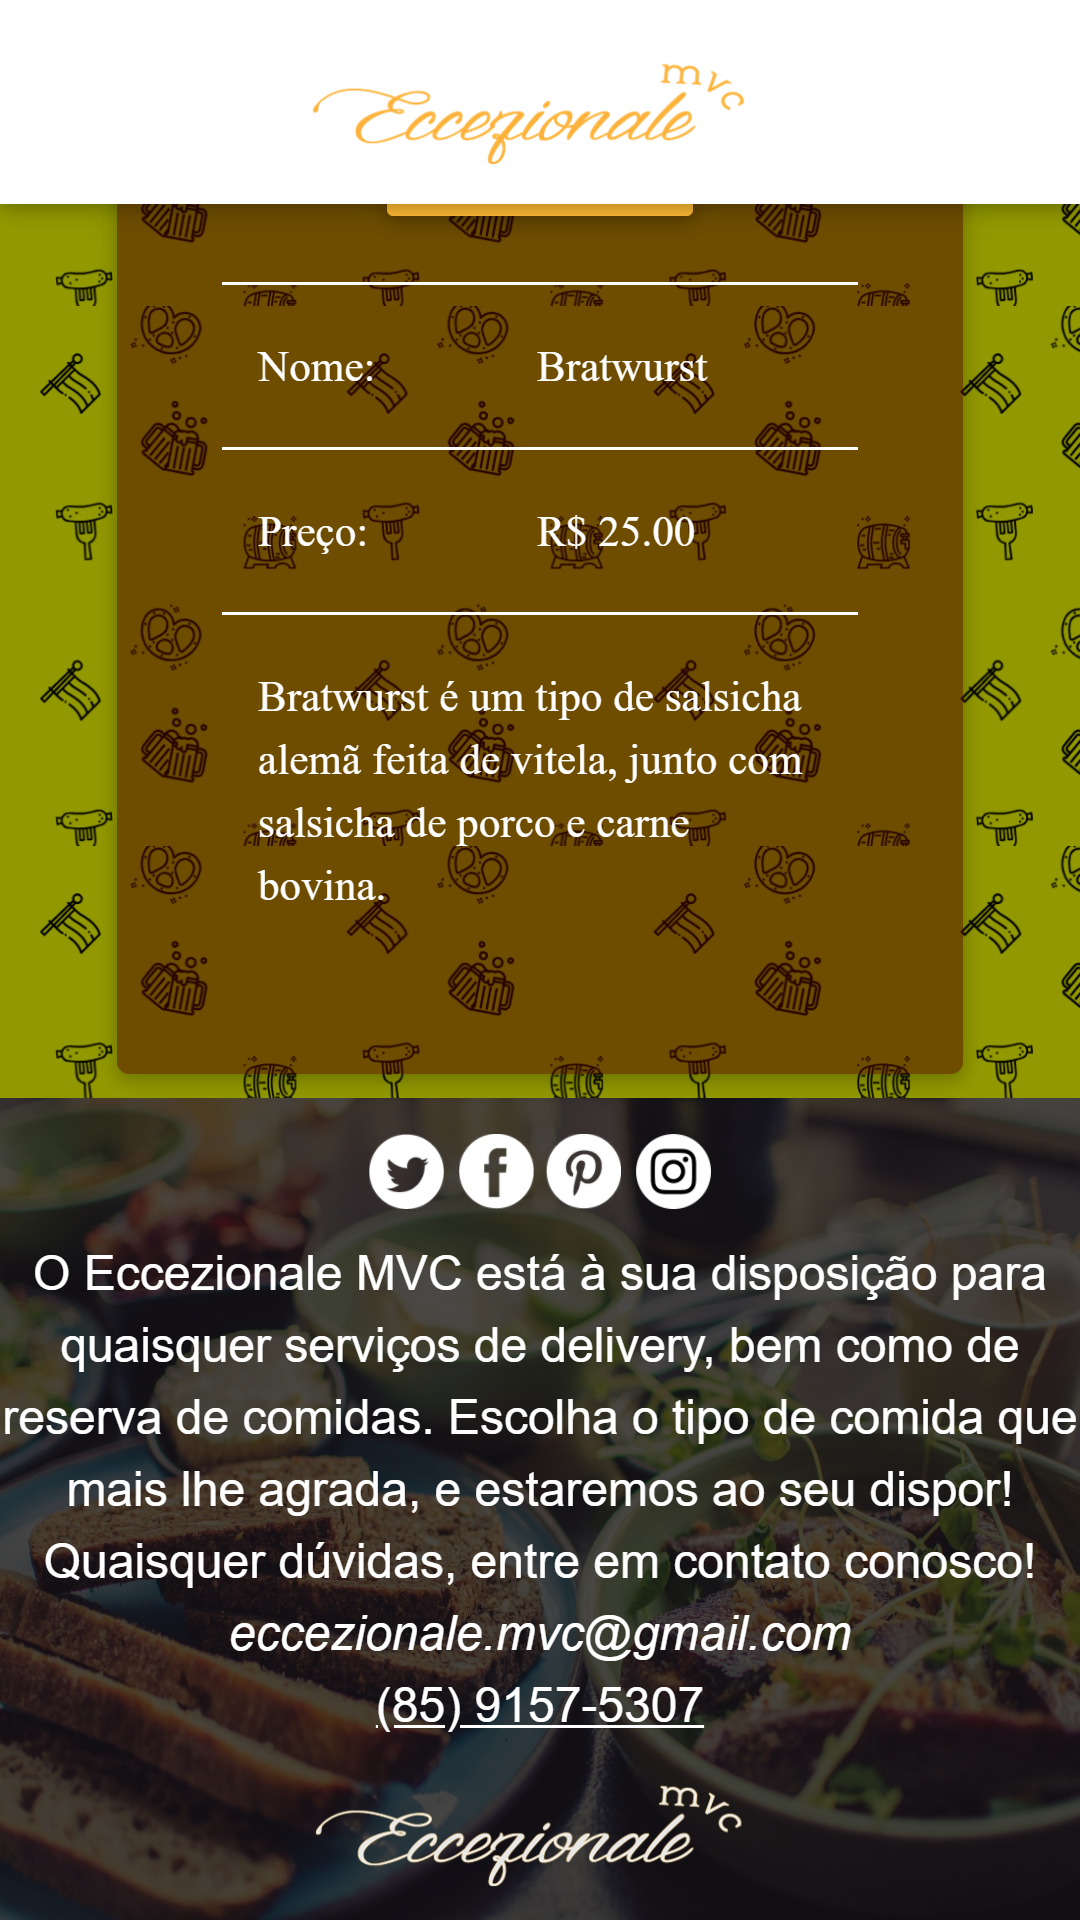 Eccezionale mvc
Nome: Bratwurst
Preço: R$ 25.00
Bratwurst é um tipo de salsicha
alemã feita de vitela, junto com
salsicha de porco e carne
bovina.
O Eccezionale MVC está à sua disposição para
quaisquer serviços de delivery, bem como de
reserva de comidas. Escolha o tipo de comida que
mais lhe agrada, e estaremos ao seu dispor!
Quaisquer dúvidas, entre em contato conosco!
eccezionale.mvc@gmail.com
(85) 9157-5307
Eccezionale mvc